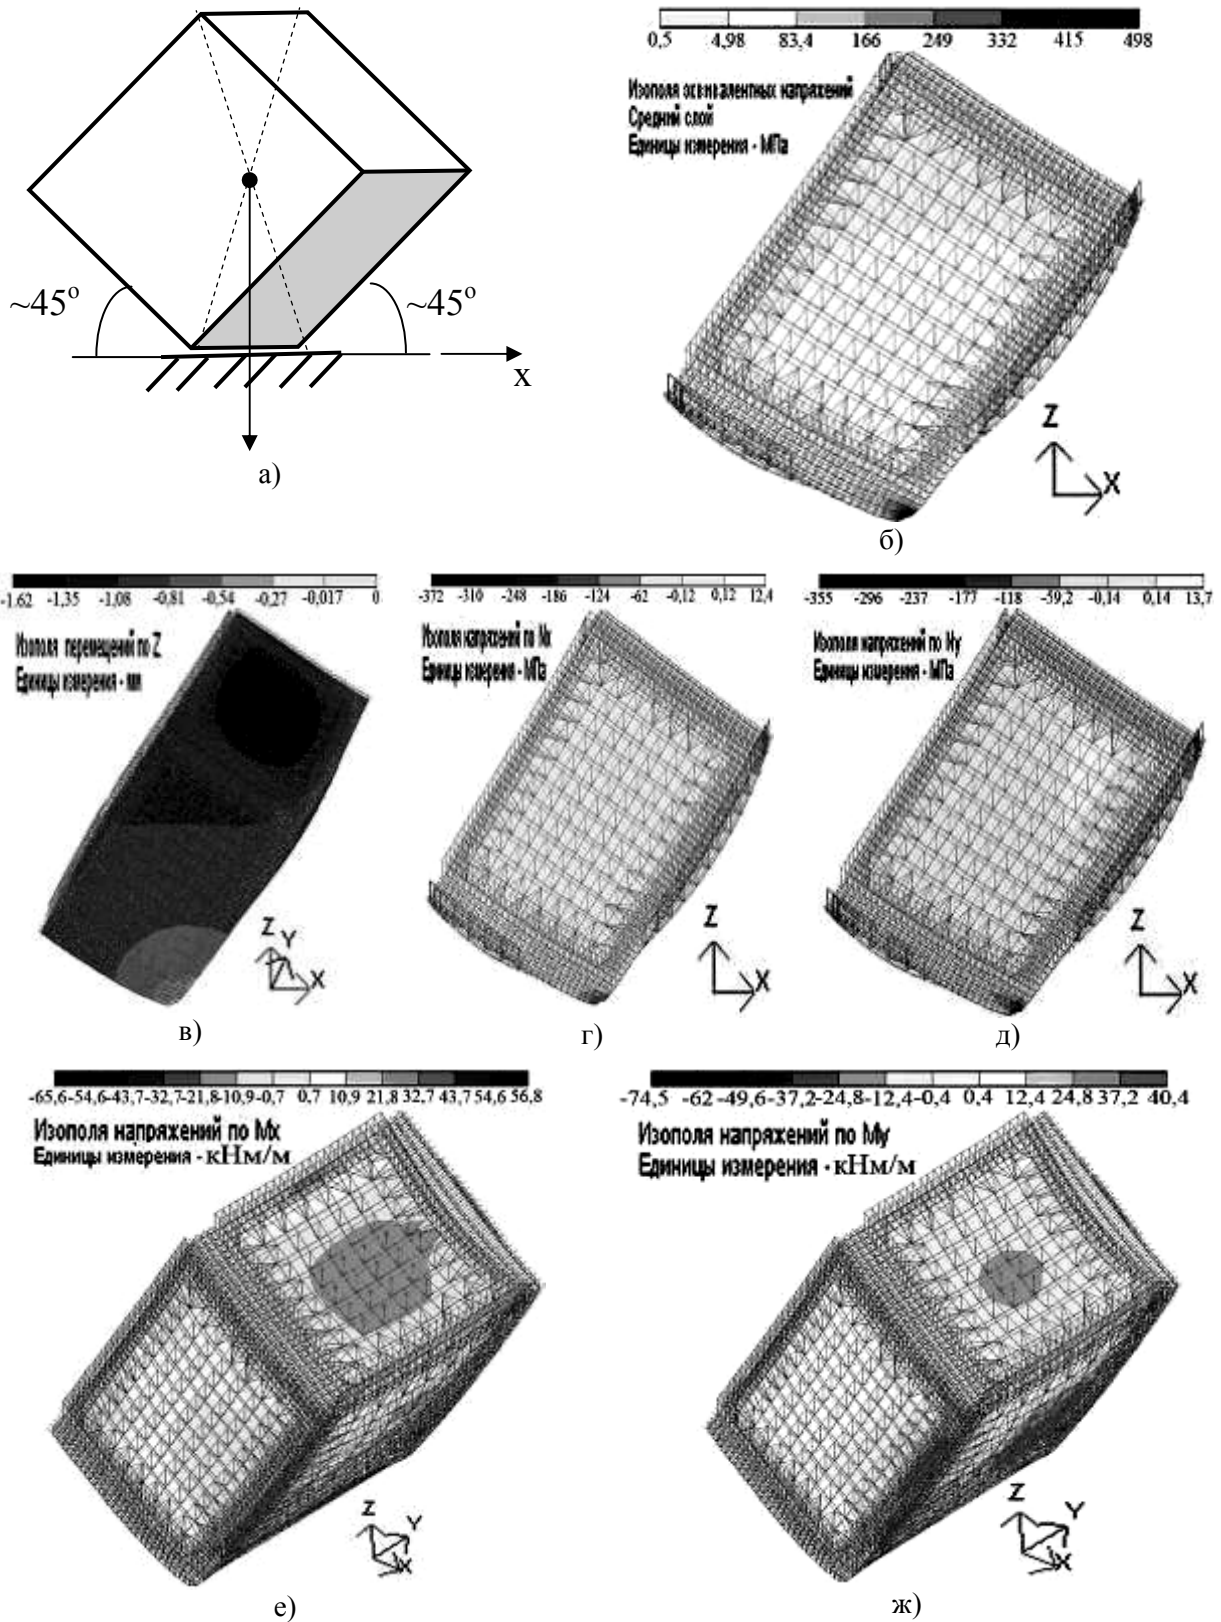 ~45º
~45º
x
а)
0,5 4,98 83,4 166 249 332 415 498
Изополя эквивалентных напряжений
Средний слой
Единицы измерения - МПа
Z
X
б)
-1.62 -1,35 -1,08 -0,81 -0,54 -0,27 -0,017 0
Изополя перемещений по Z
Единицы измерения - мм
Z Y
X
в)
-372 -310 -248 -186 -124 -62 -0,12 0,12 12,4
Изополя напряжений по Nx
Единицы измерения - МПа
Z
X
г)
-355 -296 -237 -177 -118 -59,2 -0,14 0,14 13,7
Изополя напряжений по Ny
Единицы измерения - МПа
Z
X
д)
-65,6-54,6-43,7-32,7-21,8-10,9-0,7 0,7 10,9 21,8 32,7 43,7 54,6 56,8
Изополя напряжений по Mx
Единицы измерения - кНм/м
Z
Y
X
е)
-74,5 -62 -49,6-37,2-24,8-12,4-0,4 0,4 12,4 24,8 37,2 40,4
Изополя напряжений по My
Единицы измерения - кНм/м
Z
Y
X
ж)